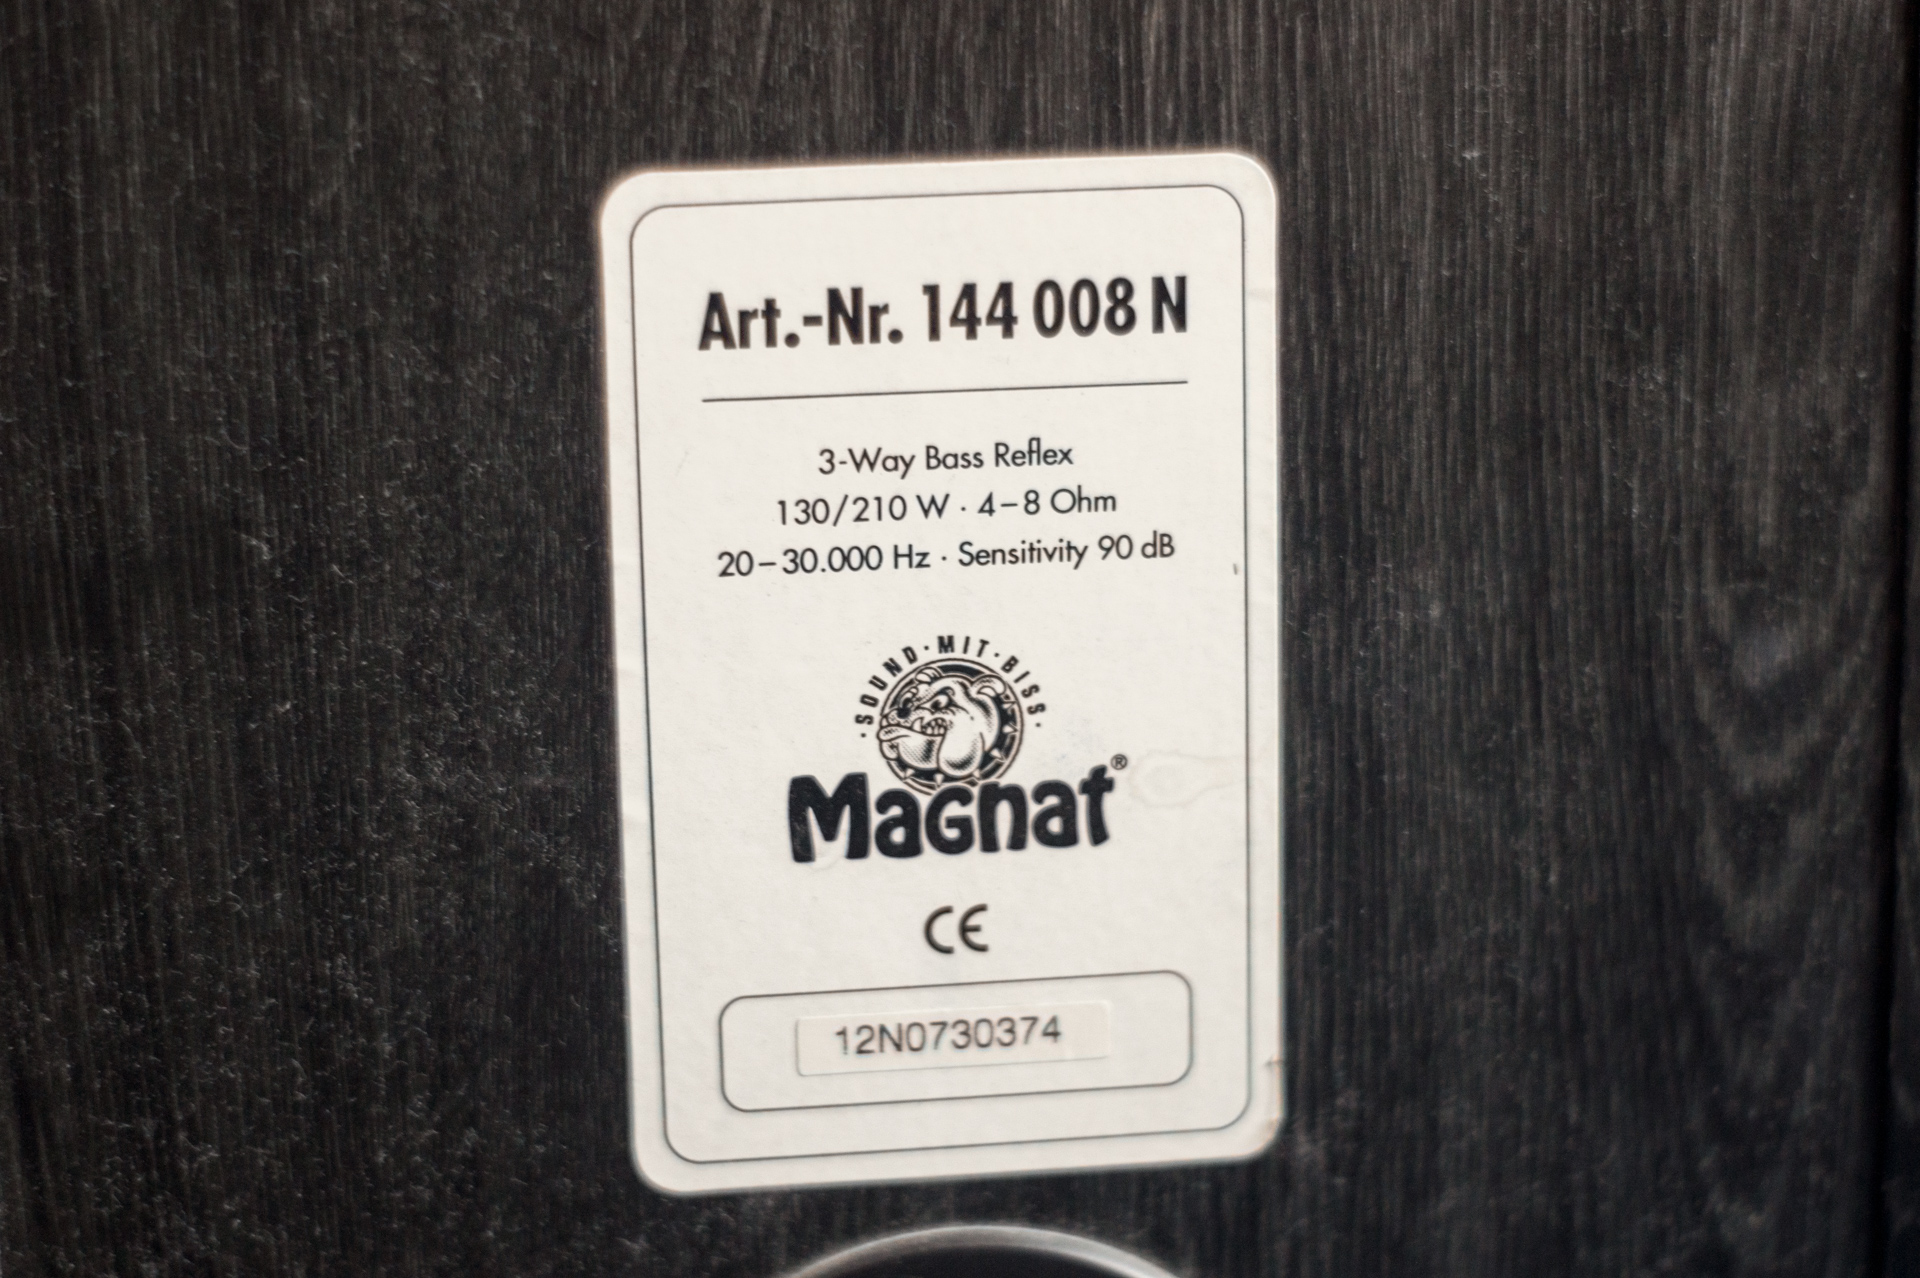 Art.-Nr. 144 008 N
3-Way Bass Reflex
130/210 W · 4–8 Ohm
20–30.000 Hz · Sensitivity 90 dB
·SOUND·MIT·BISS·
Magnat®
CE
12N0730374